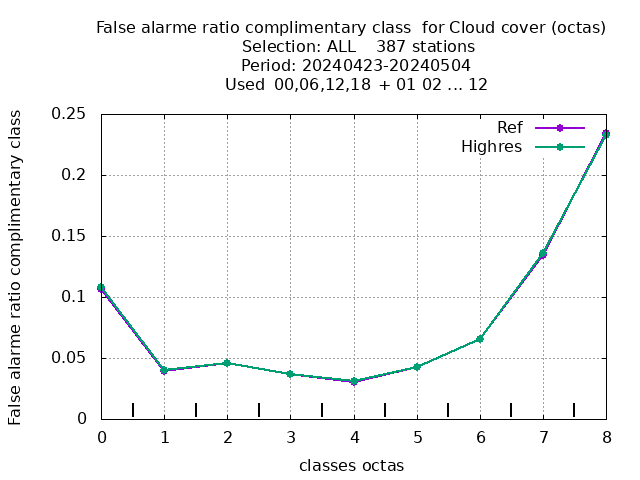 False alarme ratio complimentary class  for Cloud cover (octas)
Selection: ALL    387 stations
Period: 20240423-20240504
Used  00,06,12,18 + 01 02 ... 12
False alarme ratio complimentary class
0.25
0.2
0.15
0.1
0.05
0
Ref
Highres
0 1 2 3 4 5 6 7 8
classes octas